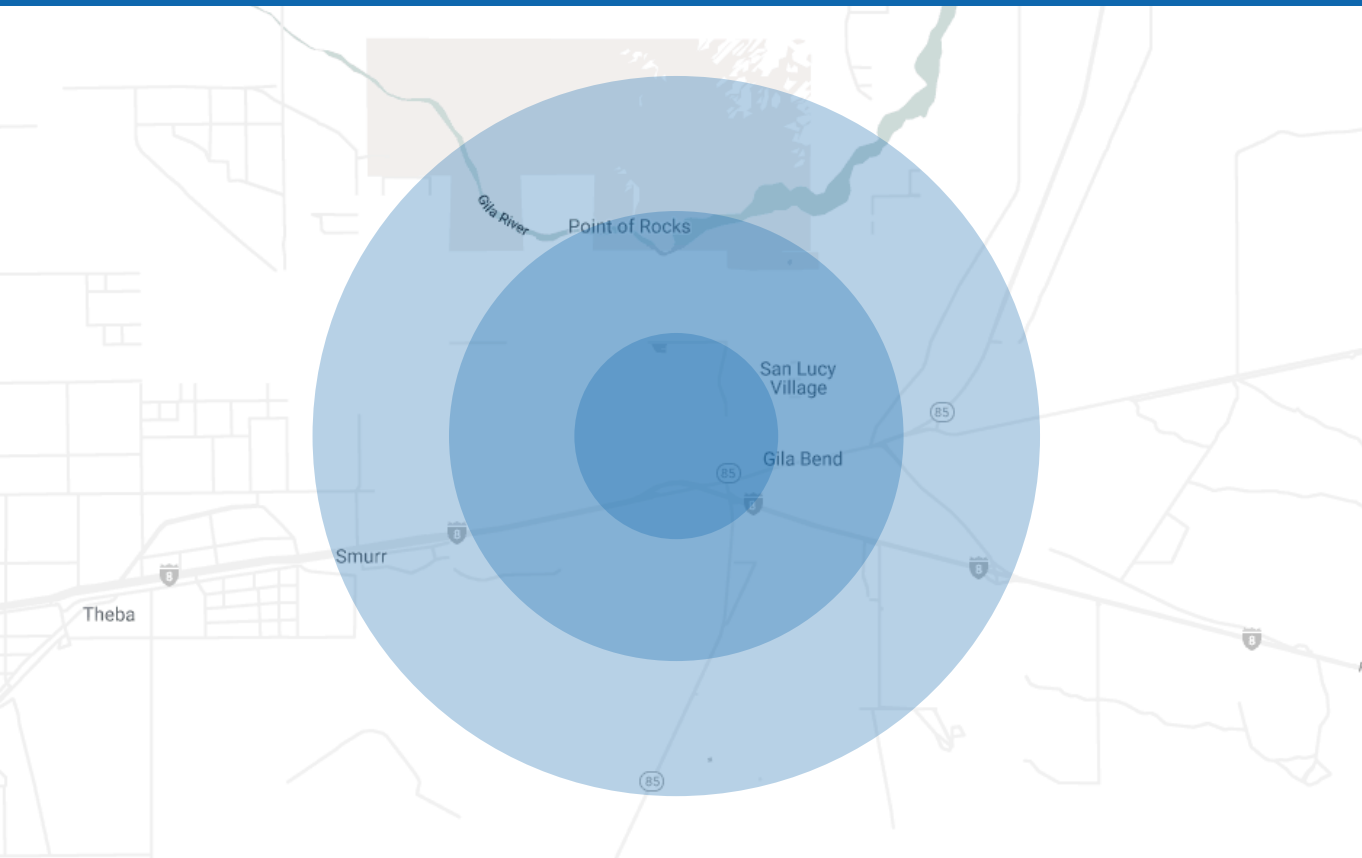 Gila River
Point of Rocks
San Lucy
Village
85
Gila Bend
85
8
8
Smurr
8
8
Theba
8
85